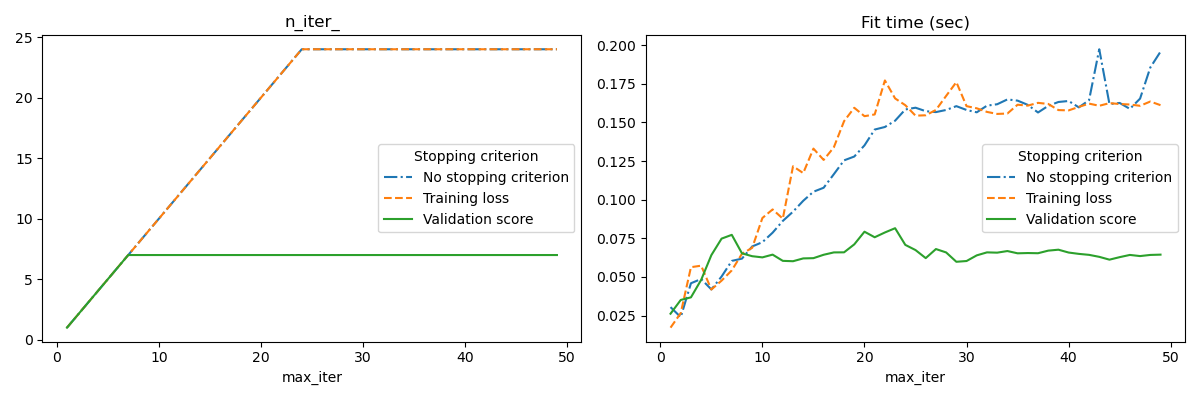 n_iter_
25
20
15
10
5
0
Stopping criterion
No stopping criterion
Training loss
Validation score
0 10 20 30 40 50
max_iter
Fit time (sec)
0.200
0.175
0.150
0.125
0.100
0.075
0.050
0.025
Stopping criterion
No stopping criterion
Training loss
Validation score
0 10 20 30 40 50
max_iter